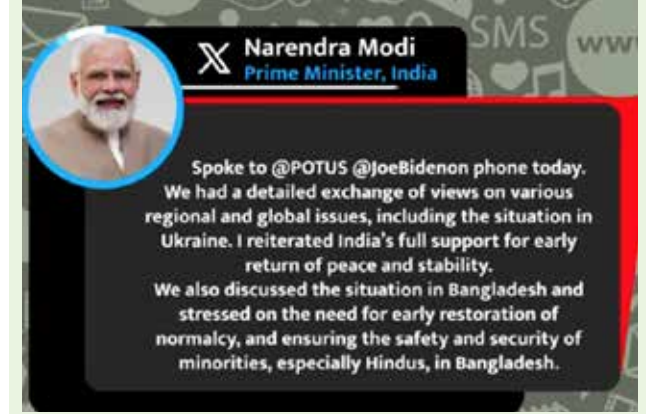 SMS
www
Narendra Modi
Prime Minister, India
Spoke to @POTUS @JoeBidenon phone today.
We had a detailed exchange of views on various
regional and global issues, including the situation in
Ukraine. I reiterated India's full support for early
return of peace and stability.
We also discussed the situation in Bangladesh and
stressed on the need for early restoration of
normalcy, and ensuring the safety and security of
minorities, especially Hindus, in Bangladesh.